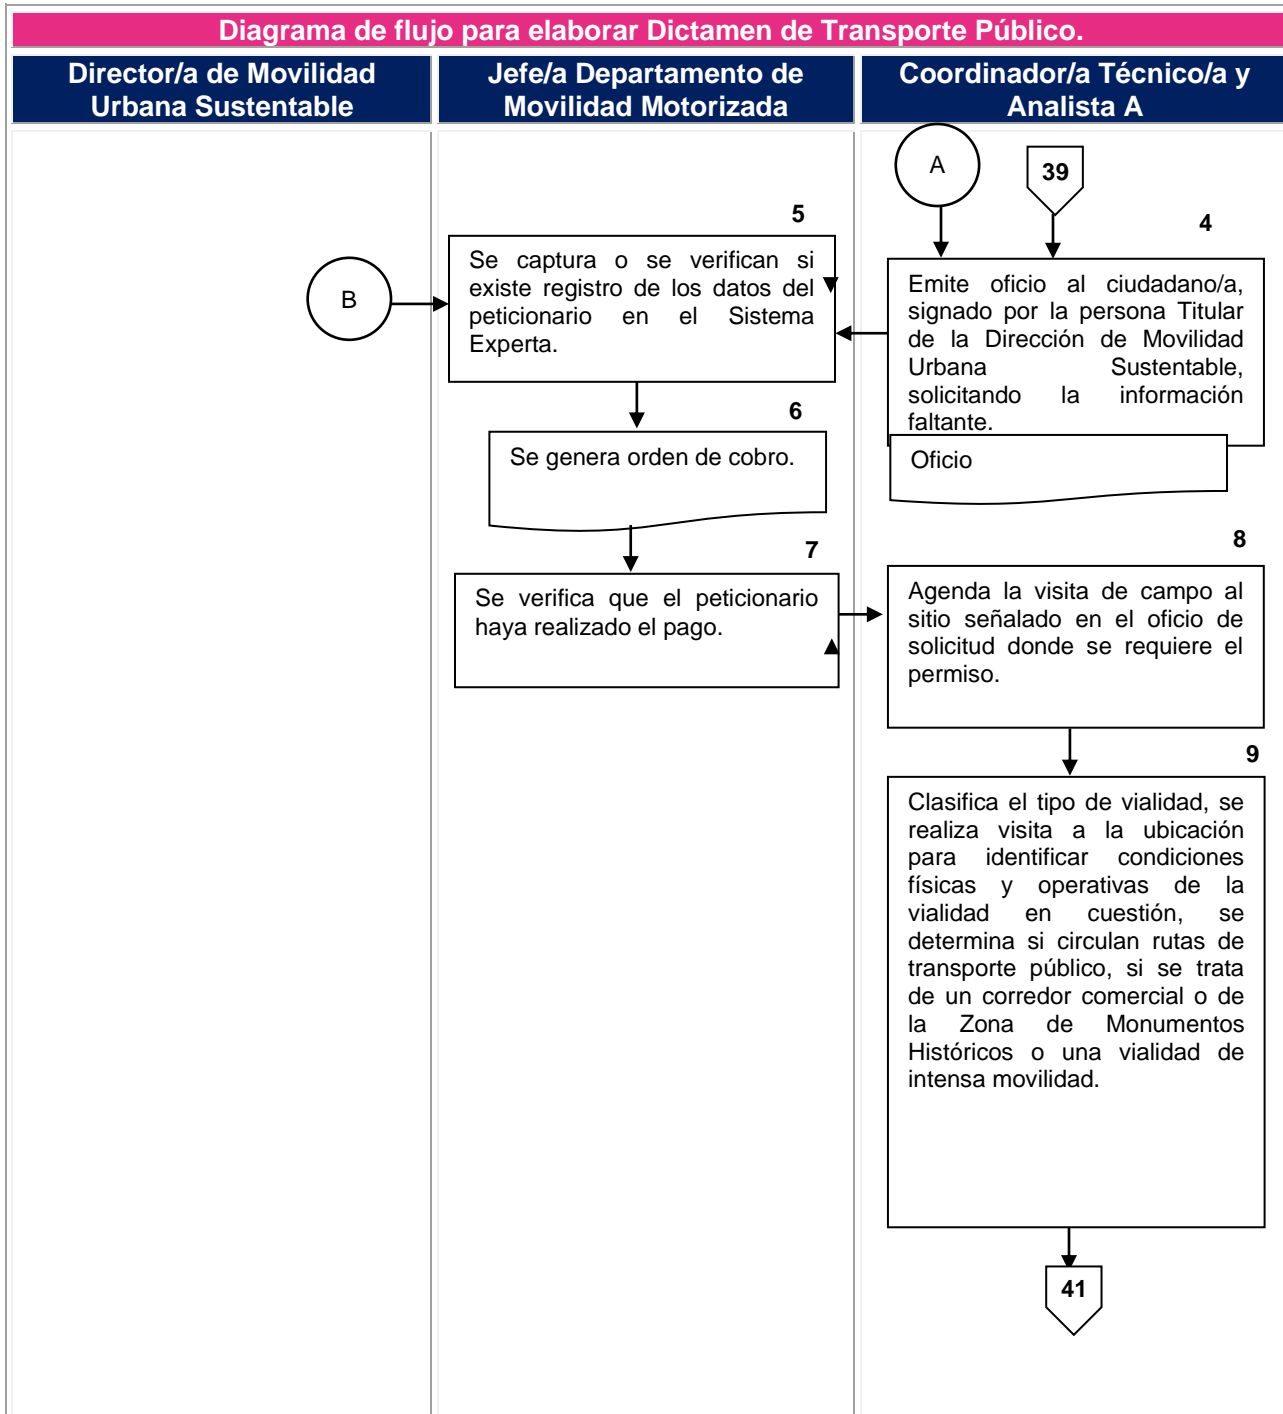 Diagrama de flujo para elaborar Dictamen de Transporte Público.
Director/a de Movilidad
Urbana Sustentable
Jefe/a Departamento de
Movilidad Motorizada
Coordinador/a Técnico/a y
Analista A
A
39
4
Emite oficio al ciudadano/a,
signado por la persona Titular
de la Dirección de Movilidad
Urbana Sustentable,
solicitando la información
faltante.
Oficio
B
5
Se captura o se verifican si
existe registro de los datos del
peticionario en el Sistema
Experta.
6
Se genera orden de cobro.
7
Se verifica que el peticionario
haya realizado el pago.
8
Agenda la visita de campo al
sitio señalado en el oficio de
solicitud donde se requiere el
permiso.
9
Clasifica el tipo de vialidad, se
realiza visita a la ubicación
para identificar condiciones
físicas y operativas de la
vialidad en cuestión, se
determina si circulan rutas de
transporte público, si se trata
de un corredor comercial o de
la Zona de Monumentos
Históricos o una vialidad de
intensa movilidad.
41